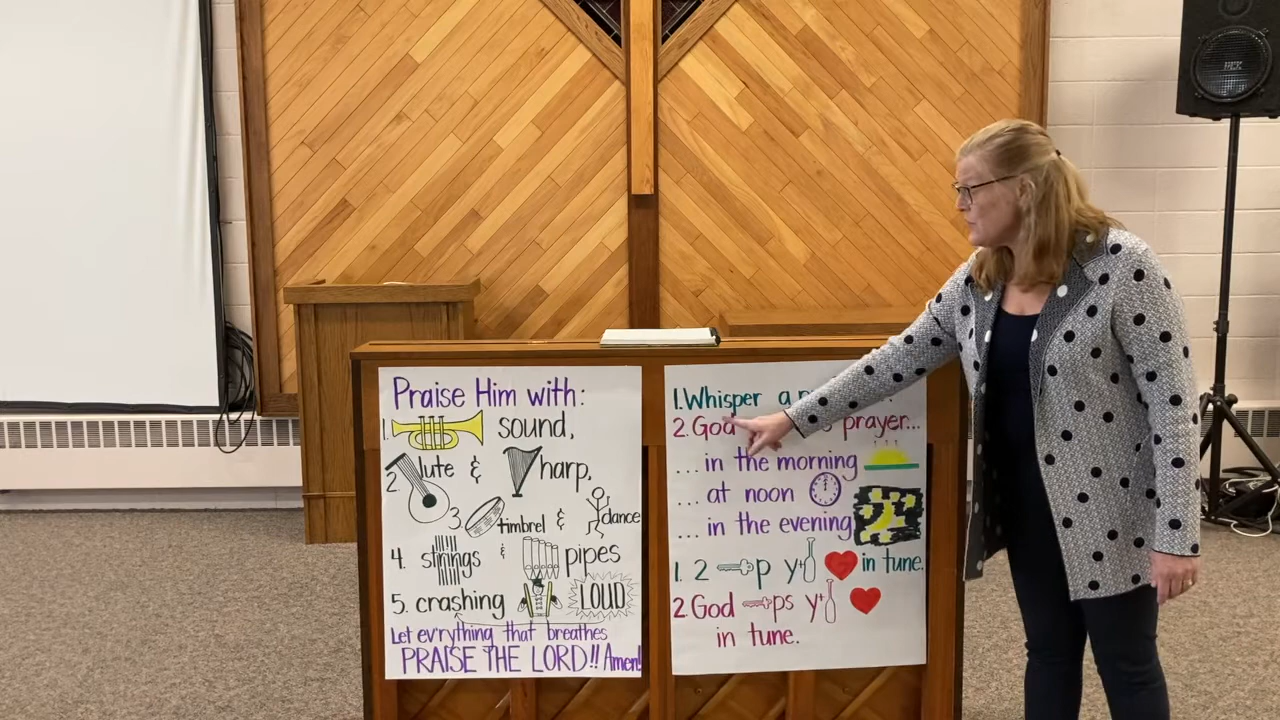 Praise Him with:
1. sound,
2. lute & harp,
3. timbrel & dance
4. strings & pipes
5. crashing LOUD
Let ev'rything that breathes
PRAISE THE LORD!! Amen!
1. Whisper a
2. God prayer...
... in the morning
... at noon
... in the evening
1. 2 p y+ in tune.
2 God ps y+
in tune.